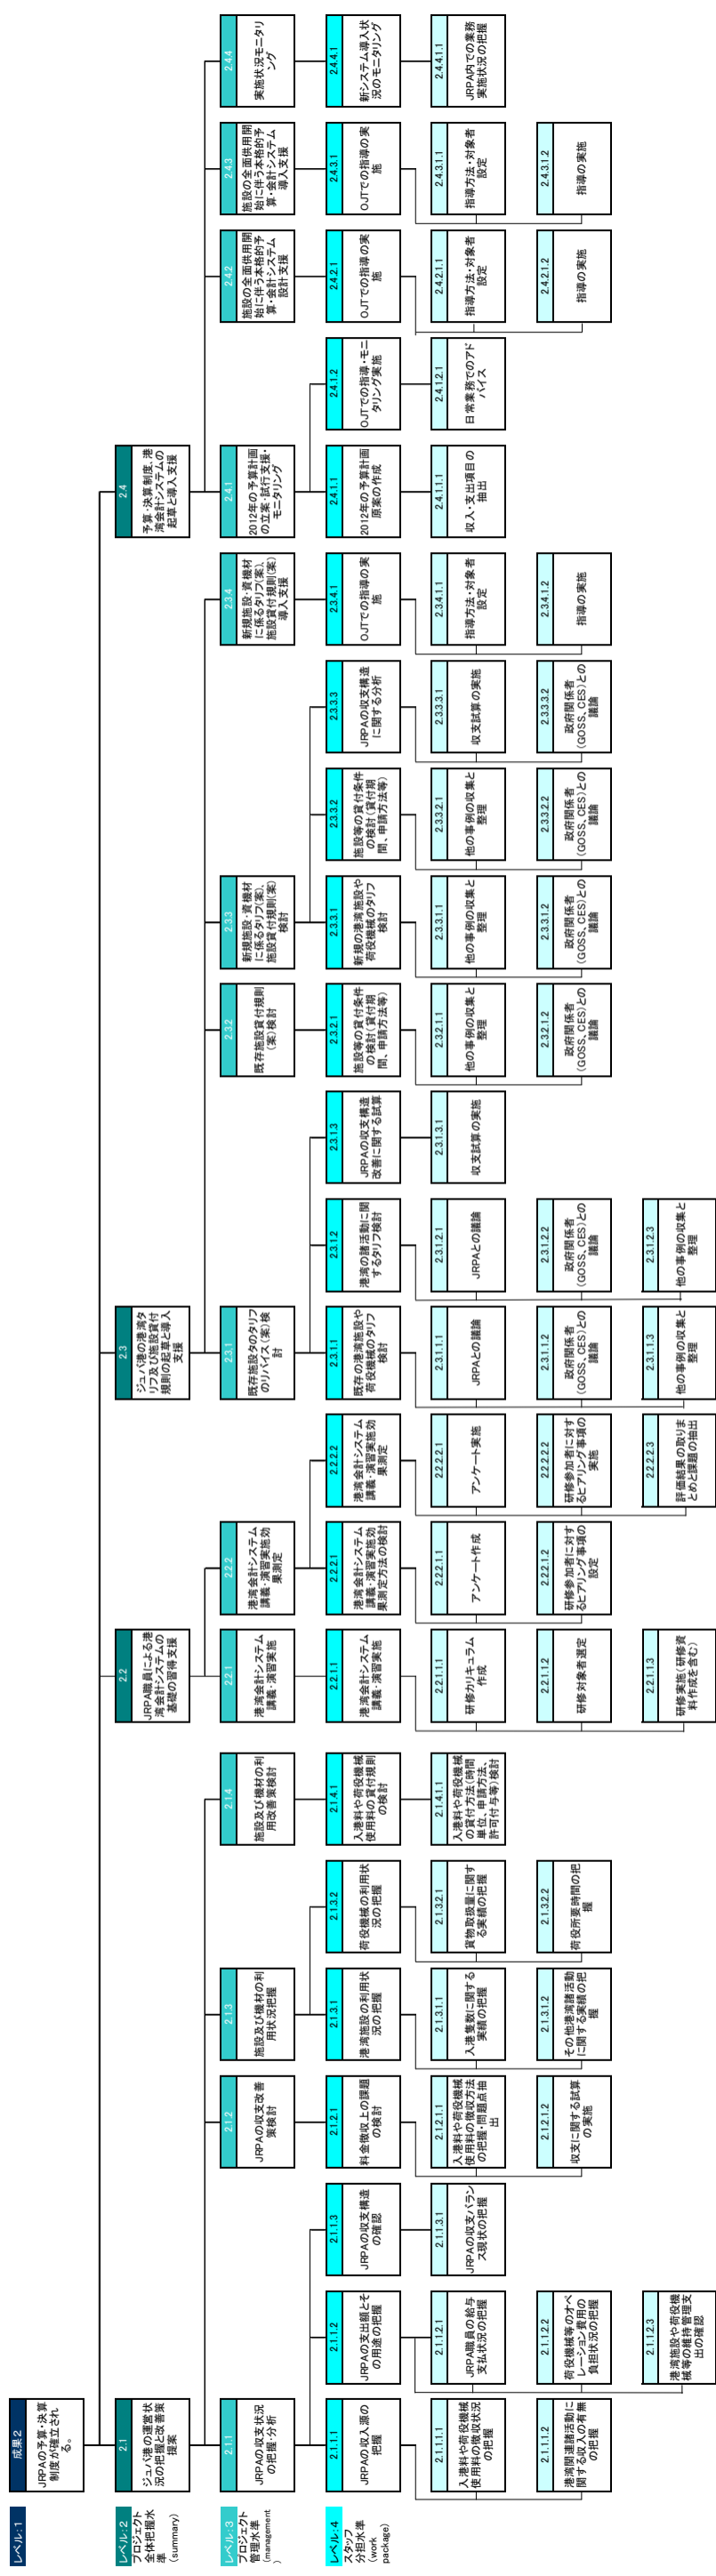 レベル:1
成果2
JRPAの予算・決算
制度が確立され
る。
レベル:2
プロジェクト
全体把握水
準
(summary)
2.1
ジュバ港の運営状
況の把握と改善策
提案
2.2
JRPA職員による港
湾会計システムの
基礎の習得支援
2.3
ジュバ港の港湾タ
リフ及び施設貸付
規則の起草と導入
支援
2.4
予算・決算制度、港
湾会計システムの
起草と導入支援
レベル:3
プロジェクト
管理水準
(management
)
2.1.1
JRPAの収支状況
の把握・分析
2.1.2
JRPAの収支改善
策検討
2.1.3
施設及び機材の利
用状況把握
2.1.4
施設及び機材の利
用改善策検討
2.2.1
港湾会計システム
講義・演習実施
2.2.2
港湾会計システム
講義・演習実施効
果測定
2.3.1
既存施設タのタリフ
のリバイス(案)検
討
2.3.2
既存施設貸付規則
(案)検討
2.3.3
新規施設・資機材
に係るタリフ(案)、
施設貸付規則(案)
検討
2.3.4
新規施設・資機材
に係るタリフ(案)、
施設貸付規則(案)
導入支援
2.4.1
2012年の予算計画
の立案・試行支援・
モニタリング
2.4.2
施設の全面供用開
始に伴う本格的予
算・会計システム
設計支援
2.4.3
施設の全面供用開
始に伴う本格的予
算・会計システム
導入支援
2.4.4
実施状況モニタリ
ング
レベル:4
スタッフ
分担水準
(work
package)
2.1.1.1
JRPAの収入源の
把握
2.1.1.2
JRPAの支出額とそ
の用途の把握
2.1.1.3
JRPAの収支構造
の確認
2.1.2.1
料金徴収上の課題
の検討
2.1.3.1
港湾施設の利用状
況の把握
2.1.3.2
荷役機械の利用状
況の把握
2.1.4.1
入港料や荷役機械
使用料の貸付規則
の検討
2.2.1.1
港湾会計システム
講義・演習実施
2.2.2.1
港湾会計システム
講義・演習実施効
果測定方法の検討
2.2.2.2
港湾会計システム
講義・演習実施効
果測定
2.3.1.1
既存の港湾施設や
荷役機械のタリフ
検討
2.3.1.2
港湾の諸活動に関
するタリフ検討
2.3.1.3
JRPAの収支構造
改善に関する試算
2.3.2.1
施設等の貸付条件
の検討(貸付期
間、申請方法等)
2.3.3.1
新規の港湾施設や
荷役機械のタリフ
検討
2.3.3.2
施設等の貸付条件
の検討(貸付期
間、申請方法等)
2.3.3.3
JRPAの収支構造
に関する分析
2.3.4.1
OJTでの指導の実
施
2.4.1.1
2012年の予算計画
原案の作成
2.4.1.2
OJTでの指導・モニ
タリング実施
2.4.2.1
OJTでの指導の実
施
2.4.3.1
OJTでの指導の実
施
2.4.4.1
新システム導入状
況のモニタリング
2.1.1.1.1
入港料や荷役機械
使用料の徴収状況
の把握
2.1.1.2.1
JRPA職員の給与
支払状況の把握
2.1.1.3.1
JRPAの収支バラン
ス現状の把握
2.1.2.1.1
入港料や荷役機械
使用料の徴収方法
の把握・問題点抽
出
2.1.3.1.1
入港隻数に関する
実績の把握
2.1.3.2.1
貨物取扱量に関す
る実績の把握
2.1.4.1.1
入港料や荷役機械
の貸付方法(時間
単位、申請方法、
許可付与等)検討
2.2.1.1.1
研修カリキュラム
作成
2.2.2.1.1
アンケート作成
2.2.2.2.1
アンケート実施
2.3.1.1.1
JRPAとの議論
2.3.1.2.1
JRPAとの議論
2.3.1.3.1
収支試算の実施
2.3.2.1.1
他の事例の収集と
整理
2.3.3.1.1
他の事例の収集と
整理
2.3.3.2.1
他の事例の収集と
整理
2.3.3.3.1
収支試算の実施
2.3.4.1.1
指導方法・対象者
設定
2.4.1.1.1
収入・支出項目の
抽出
2.4.1.2.1
日常業務でのアド
バイス
2.4.2.1.1
指導方法・対象者
設定
2.4.3.1.1
指導方法・対象者
設定
2.4.4.1.1
JRPA内での業務
実施状況の把握
2.1.1.1.2
港湾関連諸活動に
関する収入の有無
の把握
2.1.1.2.2
荷役機械等のオペ
レーション費用の
負担状況の把握
2.1.2.1.2
収支に関する試算
の実施
2.1.3.1.2
その他港湾諸活動
に関する実績の把
握
2.1.3.2.2
荷役所要時間の把
握
2.2.1.1.2
研修対象者選定
2.2.2.1.2
研修参加者に対す
るヒアリング事項の
設定
2.2.2.2.2
研修参加者に対す
るヒアリング事項の
実施
2.3.1.1.2
政府関係者
(GOSS、CES)との
議論
2.3.1.2.2
政府関係者
(GOSS、CES)との
議論
2.3.2.1.2
政府関係者
(GOSS、CES)との
議論
2.3.3.1.2
政府関係者
(GOSS、CES)との
議論
2.3.3.2.2
政府関係者
(GOSS、CES)との
議論
2.3.3.3.2
政府関係者
(GOSS、CES)との
議論
2.3.4.1.2
指導の実施
2.4.2.1.2
指導の実施
2.4.3.1.2
指導の実施
2.1.1.2.3
港湾施設や荷役機
械等の維持管理支
出の確認
2.2.1.1.3
研修実施(研修資
料作成を含む)
2.2.2.2.3
評価結果の取りま
とめと課題の抽出
2.3.1.1.3
他の事例の収集と
整理
2.3.1.2.3
他の事例の収集と
整理